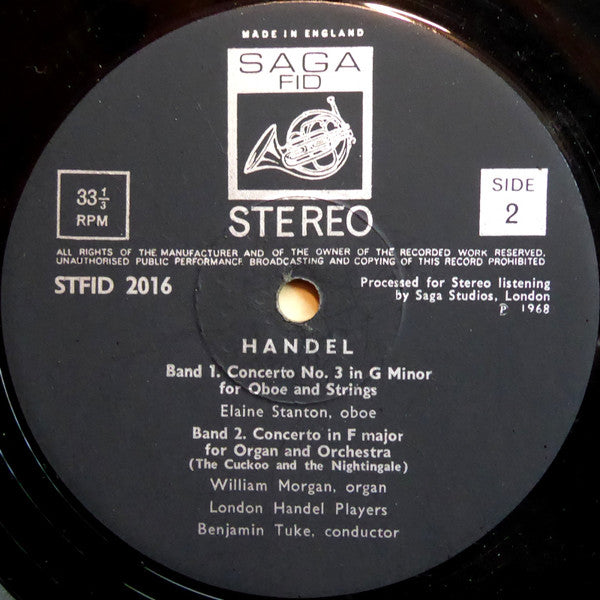 MADE IN ENGLAND
SAGA
FID
STEREO
33⅓
RPM
SIDE
2
ALL RIGHTS OF THE MANUFACTURER AND OF THE OWNER OF THE RECORDED WORK RESERVED.
UNAUTHORISED PUBLIC PERFORMANCE BROADCASTING AND COPYING OF THIS RECORD PROHIBITED
STFID 2016
Processed for Stereo listening
by Saga Studios, London
℗ 1968
HANDEL
Band 1. Concerto No. 3 in G Minor
for Oboe and Strings
Elaine Stanton, oboe
Band 2. Concerto in F major
for Organ and Orchestra
(The Cuckoo and the Nightingale)
William Morgan, organ
London Handel Players
Benjamin Tuke, conductor